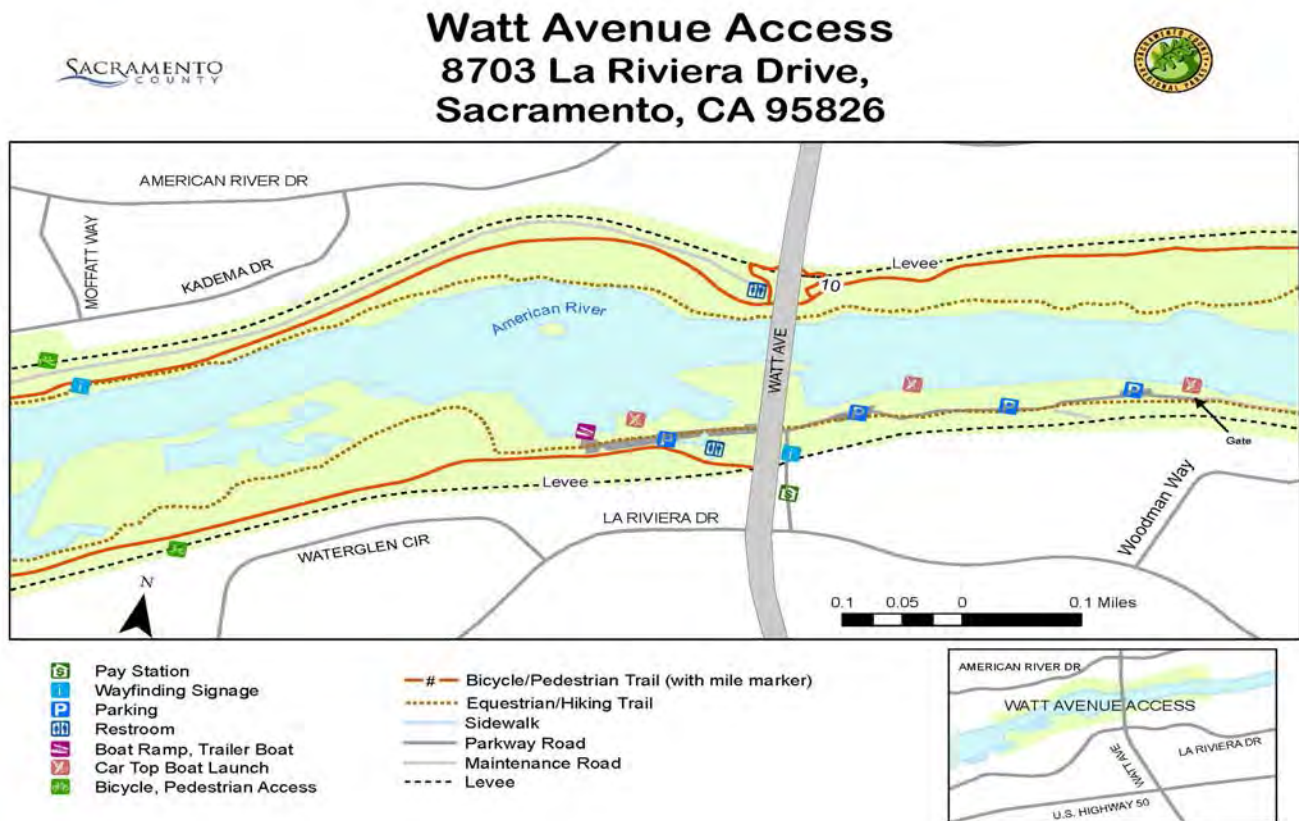 Watt Avenue Access
8703 La Riviera Drive,
Sacramento, CA 95826
SACRAMENTO
COUNTY
SACRAMENTO COUNTY
REGIONAL PARKS
AMERICAN RIVER DR
MOFFATT WAY
KADEMA DR
American River
Levee
10
WATT AVE
Gate
Levee
LA RIVIERA DR
WATERGLEN CIR
Woodman Way
N
0.1 0.05 0 0.1 Miles
Pay Station
Wayfinding Signage
Parking
Restroom
Boat Ramp, Trailer Boat
Car Top Boat Launch
Bicycle, Pedestrian Access
# Bicycle/Pedestrian Trail (with mile marker)
Equestrian/Hiking Trail
Sidewalk
Parkway Road
Maintenance Road
Levee
AMERICAN RIVER DR
WATT AVENUE ACCESS
LA RIVIERA DR
WATT AVE
U.S. HIGHWAY 50